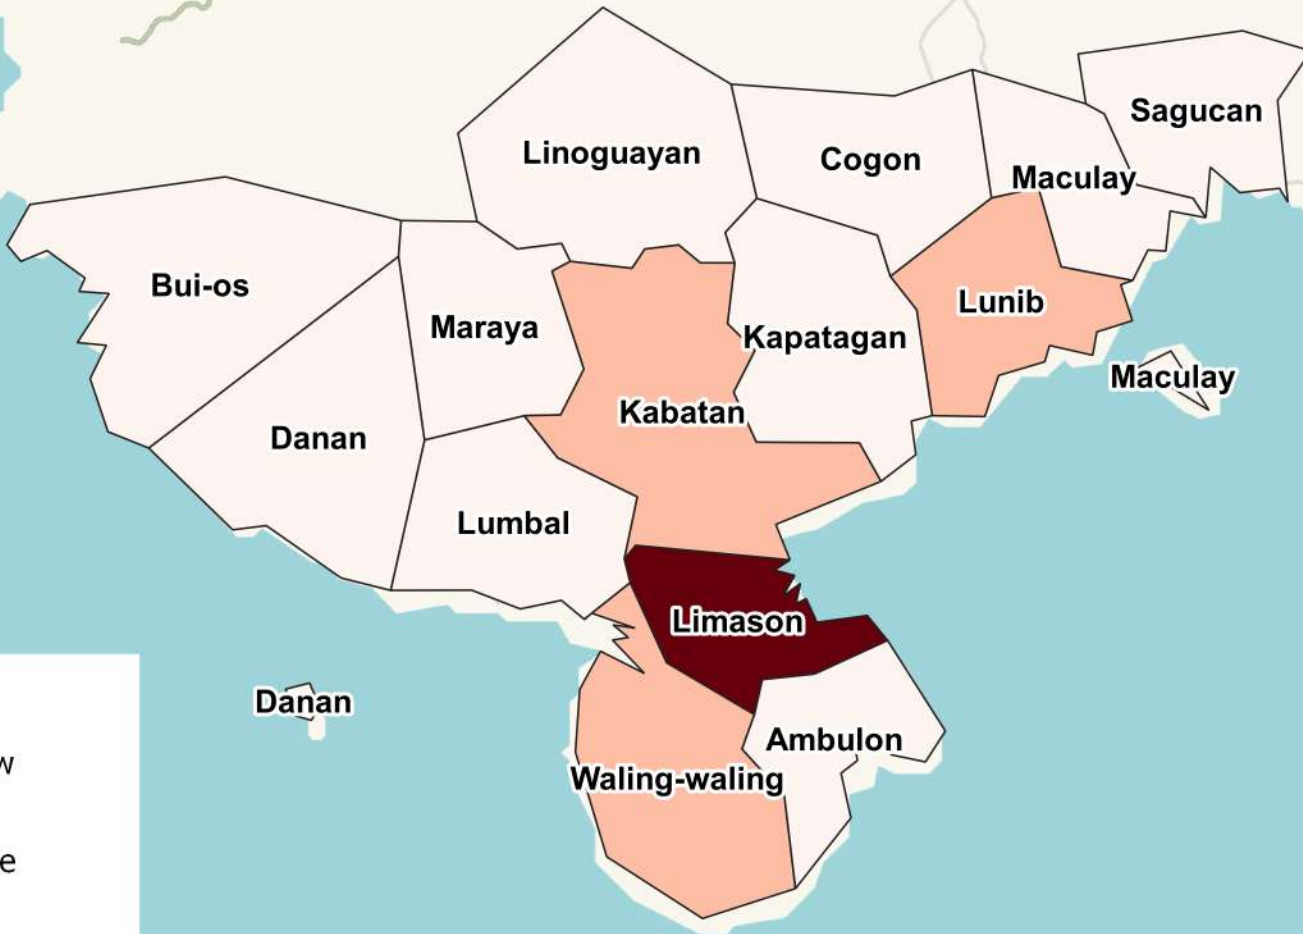 Sagucan
Linoguayan
Cogon
Maculay
Bui-os
Lunib
Maraya
Kapatagan
Maculay
Kabatan
Danan
Lumbal
Limason
Danan
Ambulon
Waling-waling